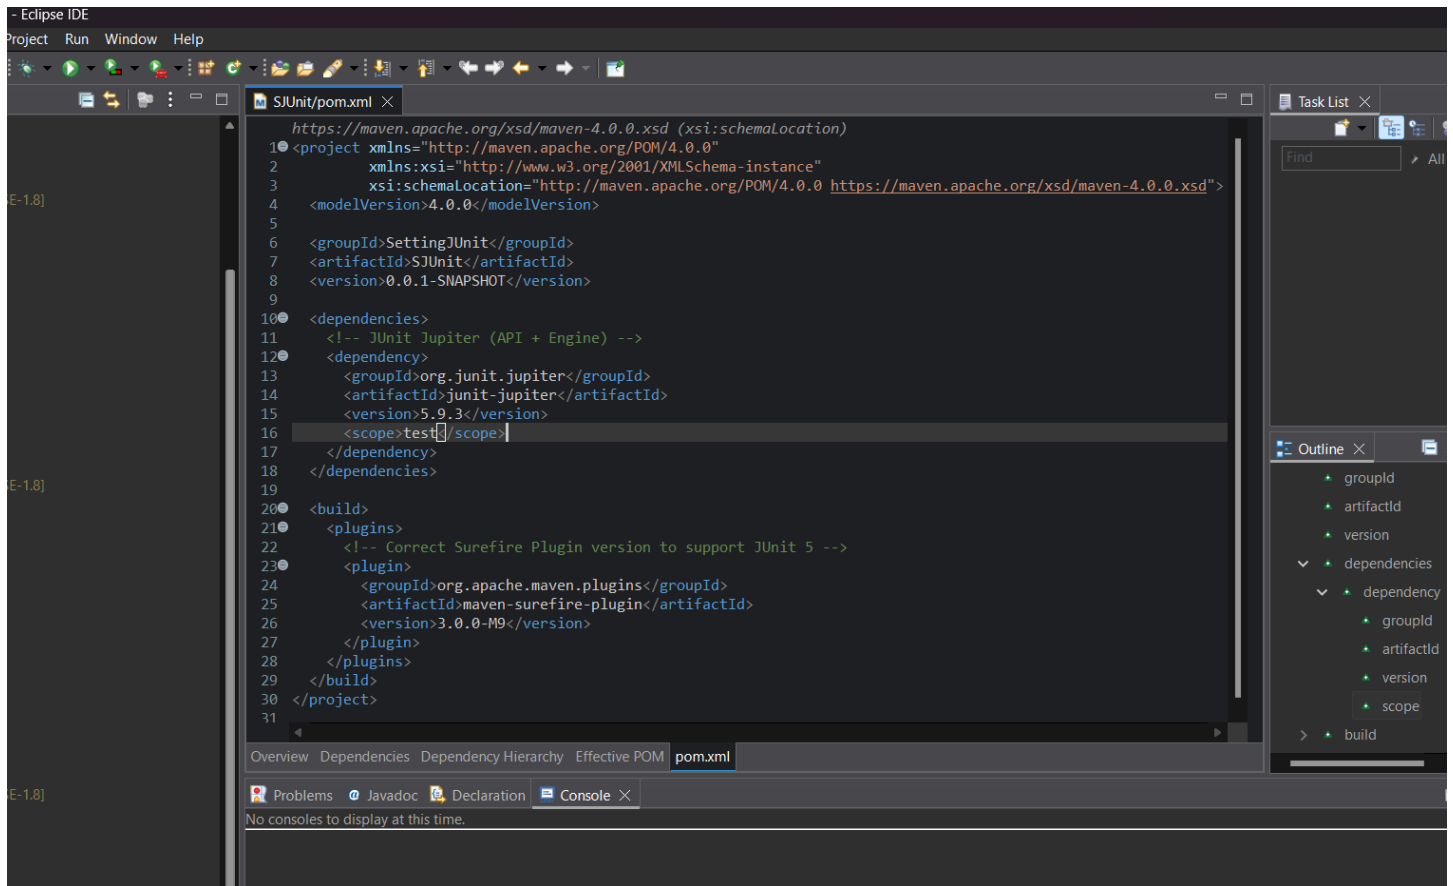 - Eclipse IDE
Project Run Window Help
SJUnit/pom.xml
Task List
Find
All
https://maven.apache.org/xsd/maven-4.0.0.xsd (xsi:schemaLocation)
1 <project xmlns="http://maven.apache.org/POM/4.0.0"
2 xmlns:xsi="http://www.w3.org/2001/XMLSchema-instance"
3 xsi:schemaLocation="http://maven.apache.org/POM/4.0.0 https://maven.apache.org/xsd/maven-4.0.0.xsd">
4 <modelVersion>4.0.0</modelVersion>
5
6 <groupId>SettingJUnit</groupId>
7 <artifactId>SJUnit</artifactId>
8 <version>0.0.1-SNAPSHOT</version>
9
10 <dependencies>
11 <!-- JUnit Jupiter (API + Engine) -->
12 <dependency>
13 <groupId>org.junit.jupiter</groupId>
14 <artifactId>junit-jupiter</artifactId>
15 <version>5.9.3</version>
16 <scope>test</scope>
17 </dependency>
18 </dependencies>
19
20 <build>
21 <plugins>
22 <!-- Correct Surefire Plugin version to support JUnit 5 -->
23 <plugin>
24 <groupId>org.apache.maven.plugins</groupId>
25 <artifactId>maven-surefire-plugin</artifactId>
26 <version>3.0.0-M9</version>
27 </plugin>
28 </plugins>
29 </build>
30 </project>
31
E-1.8]
E-1.8]
E-1.8]
Overview Dependencies Dependency Hierarchy Effective POM pom.xml
Outline
groupId
artifactId
version
dependencies
dependency
groupId
artifactId
version
scope
build
Problems @ Javadoc Declaration Console
No consoles to display at this time.